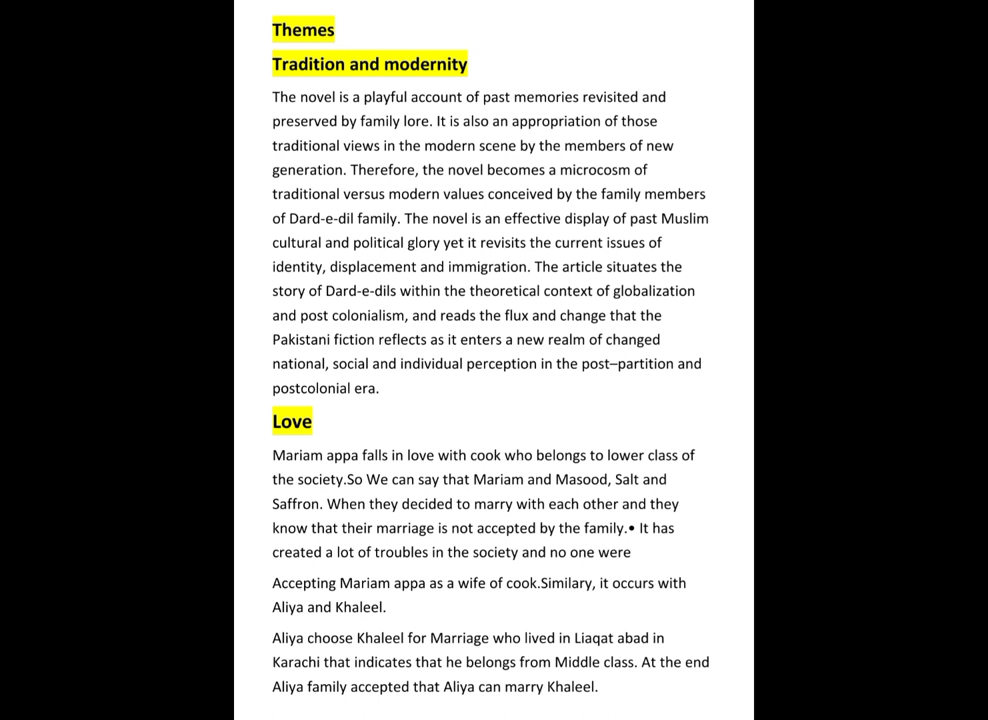 Themes
Tradition and modernity
The novel is a playful account of past memories revisited and
preserved by family lore. It is also an appropriation of those
traditional views in the modern scene by the members of new
generation. Therefore, the novel becomes a microcosm of
traditional versus modern values conceived by the family members
of Dard-e-dil family. The novel is an effective display of past Muslim
cultural and political glory yet it revisits the current issues of
identity, displacement and immigration. The article situates the
story of Dard-e-dils within the theoretical context of globalization
and post colonialism, and reads the flux and change that the
Pakistani fiction reflects as it enters a new realm of changed
national, social and individual perception in the post–partition and
postcolonial era.
Love
Mariam appa falls in love with cook who belongs to lower class of
the society.So We can say that Mariam and Masood, Salt and
Saffron. When they decided to marry with each other and they
know that their marriage is not accepted by the family.• It has
created a lot of troubles in the society and no one were
Accepting Mariam appa as a wife of cook.Similary, it occurs with
Aliya and Khaleel.
Aliya choose Khaleel for Marriage who lived in Liaqat abad in
Karachi that indicates that he belongs from Middle class. At the end
Aliya family accepted that Aliya can marry Khaleel.